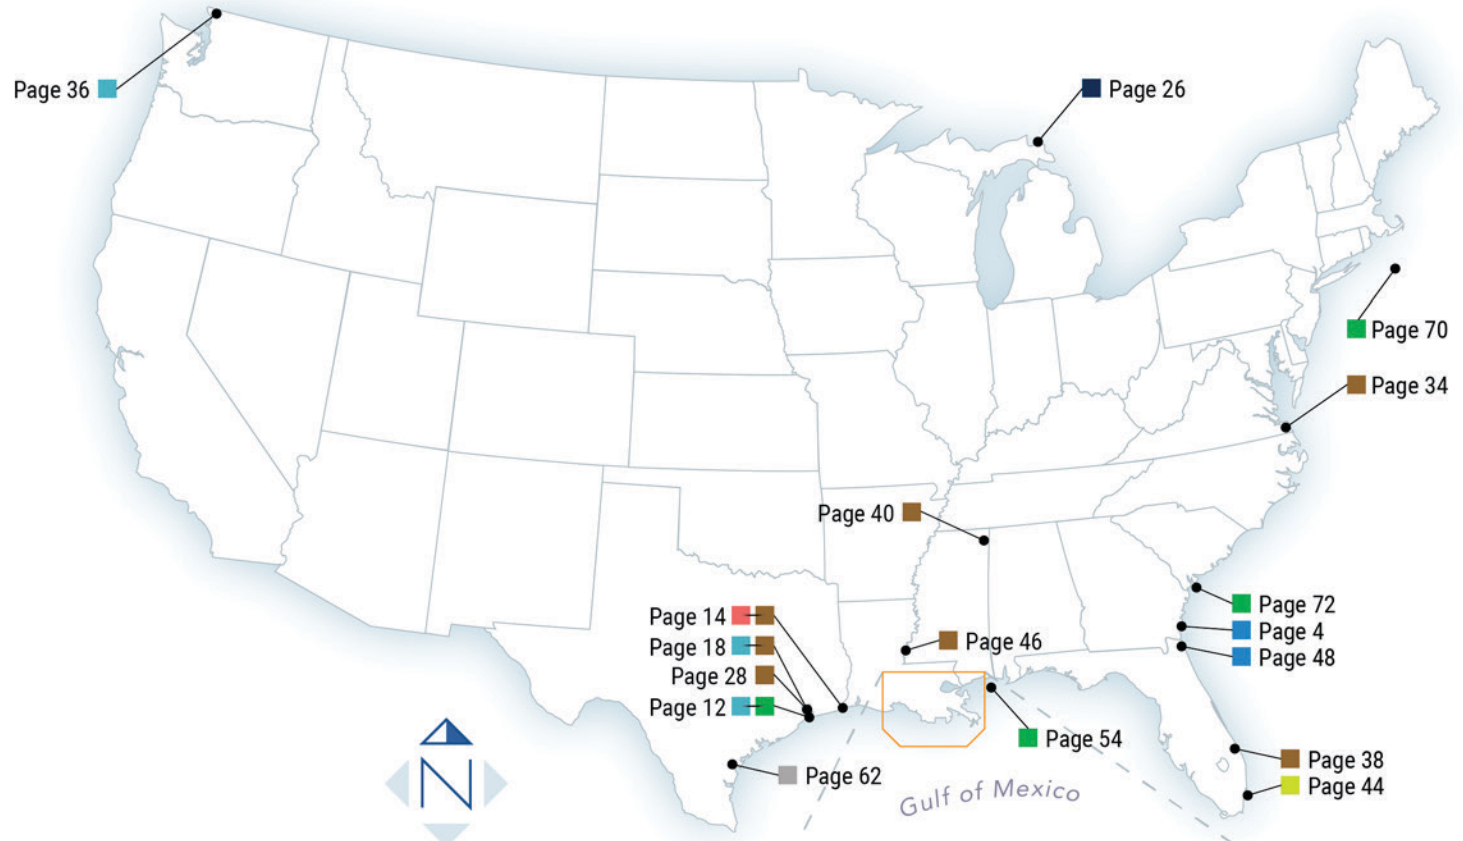 Page 36
Page 26
Page 70
Page 34
Page 40
Page 14
Page 18
Page 28
Page 12
Page 46
Page 72
Page 4
Page 48
Page 54
Page 62
Page 38
Page 44
Gulf of Mexico
N